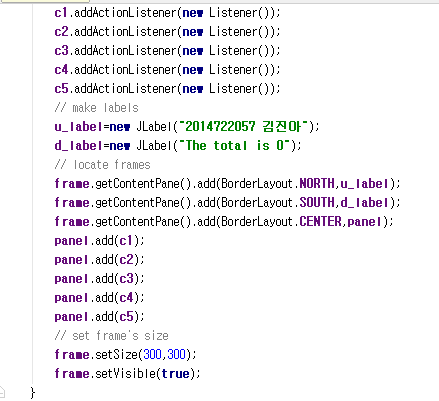 c1.addActionListener(new Listener());
c2.addActionListener(new Listener());
c3.addActionListener(new Listener());
c4.addActionListener(new Listener());
c5.addActionListener(new Listener());
// make labels
u_label=new JLabel("2014722057 김진아");
d_label=new JLabel("The total is 0");
// locate frames
frame.getContentPane().add(BorderLayout.NORTH,u_label);
frame.getContentPane().add(BorderLayout.SOUTH,d_label);
frame.getContentPane().add(BorderLayout.CENTER,panel);
panel.add(c1);
panel.add(c2);
panel.add(c3);
panel.add(c4);
panel.add(c5);
// set frame's size
frame.setSize(300,300);
frame.setVisible(true);
}